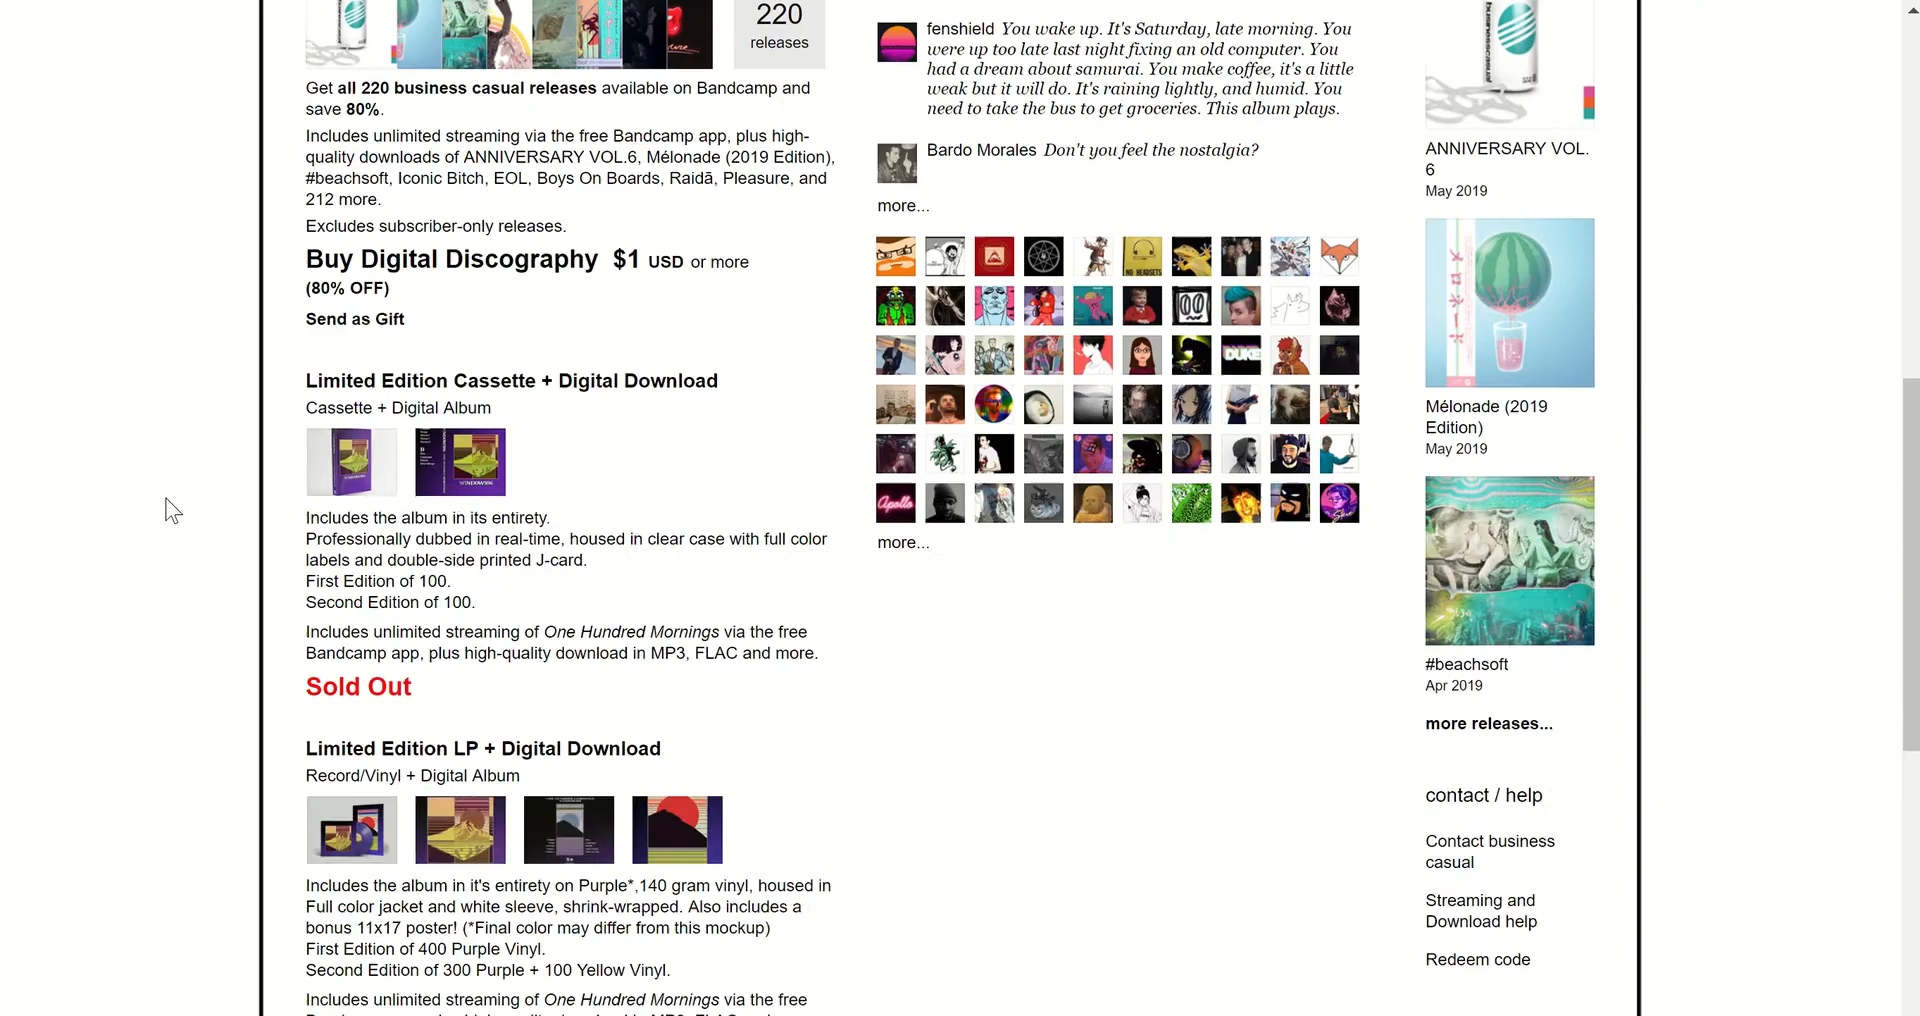 220
releases
Get all 220 business casual releases available on Bandcamp and
save 80%.
Includes unlimited streaming via the free Bandcamp app, plus high-
quality downloads of ANNIVERSARY VOL.6, Mélonade (2019 Edition),
#beachsoft, Iconic Bitch, EOL, Boys On Boards, Raidā, Pleasure, and
212 more.
Excludes subscriber-only releases.
Buy Digital Discography $1 USD or more
(80% OFF)
Send as Gift
Limited Edition Cassette + Digital Download
Cassette + Digital Album
WINDOW96
WINDOW96
Includes the album in its entirety.
Professionally dubbed in real-time, housed in clear case with full color
labels and double-side printed J-card.
First Edition of 100.
Second Edition of 100.
Includes unlimited streaming of One Hundred Mornings via the free
Bandcamp app, plus high-quality download in MP3, FLAC and more.
Sold Out
Limited Edition LP + Digital Download
Record/Vinyl + Digital Album
Includes the album in it's entirety on Purple*,140 gram vinyl, housed in
Full color jacket and white sleeve, shrink-wrapped. Also includes a
bonus 11x17 poster! (*Final color may differ from this mockup)
First Edition of 400 Purple Vinyl.
Second Edition of 300 Purple + 100 Yellow Vinyl.
Includes unlimited streaming of One Hundred Mornings via the free
fenshield You wake up. It's Saturday, late morning. You
were up too late last night fixing an old computer. You
had a dream about samurai. You make coffee, it's a little
weak but it will do. It's raining lightly, and humid. You
need to take the bus to get groceries. This album plays.
Bardo Morales Don't you feel the nostalgia?
more...
NO HEADSETS
DUKE
Apollo
more...
businesscasual
ANNIVERSARY VOL.
6
May 2019
Mélonade (2019
Edition)
May 2019
#beachsoft
Apr 2019
more releases...
contact / help
Contact business
casual
Streaming and
Download help
Redeem code